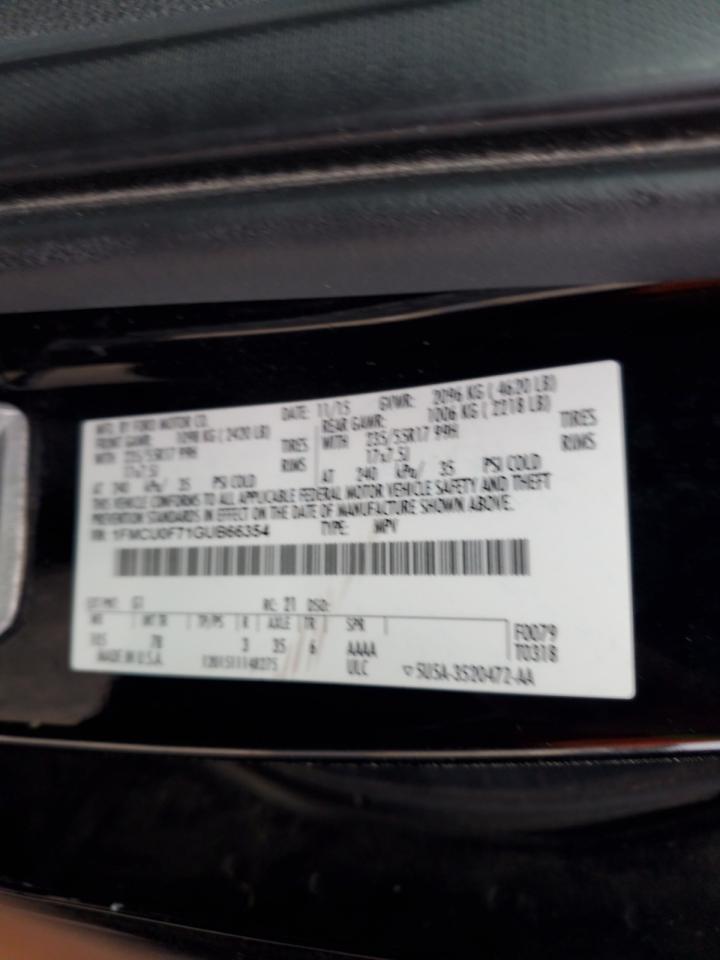 MFD. BY FORD MOTOR CO.
DATE: 11/15 GVWR: 2096 KG ( 4620 LB)
FRONT GAWR: 1098 KG ( 2420 LB) REAR GAWR: 1006 KG ( 2218 LB)
WITH 235/55R17 99H TIRES WITH 235/55R17 99H TIRES
17x7.5J RIMS 17x7.5J RIMS
AT 240 kPa/ 35 PSI COLD AT 240 kPa/ 35 PSI COLD
THIS VEHICLE CONFORMS TO ALL APPLICABLE FEDERAL MOTOR VEHICLE SAFETY AND THEFT
PREVENTION STANDARDS IN EFFECT ON THE DATE OF MANUFACTURE SHOWN ABOVE.
VIN: 1FMCU0F71GUB66354 TYPE: MPV
EXT PNT: G1 RC: 21 DSO:
WB INT TR TP/PS R AXLE TR SPR
105 7B 3 35 6 AAAA F0079
MADE IN U.S.A. ULC T0318
▽5U5A-3520472-AA